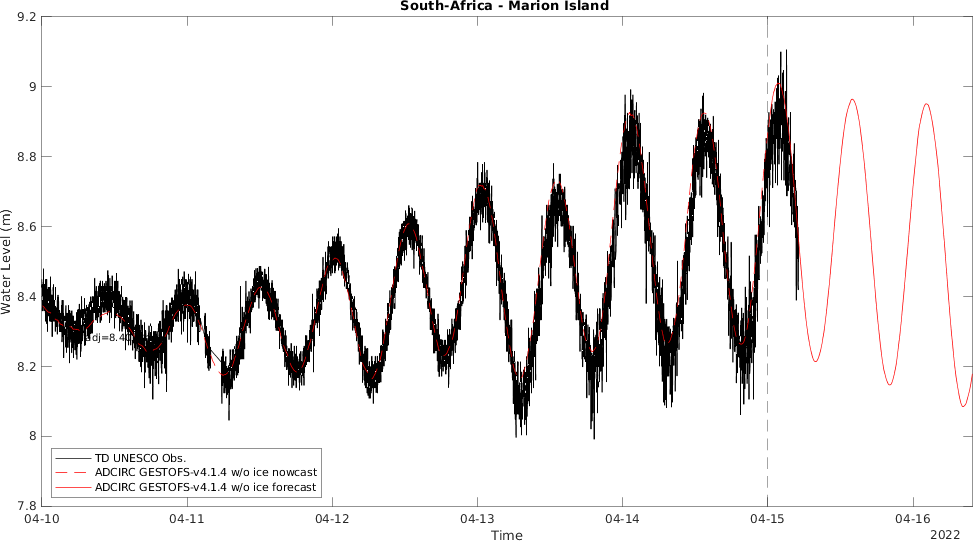 South-Africa - Marion Island
Water Level (m)
9.2
9
8.8
8.6
8.4
8.2
8
7.8
TD UNESCO Obs.
ADCIRC GESTOFS-v4.1.4 w/o ice nowcast
ADCIRC GESTOFS-v4.1.4 w/o ice forecast
04-10 04-11 04-12 04-13 04-14 04-15 04-16
Time
2022